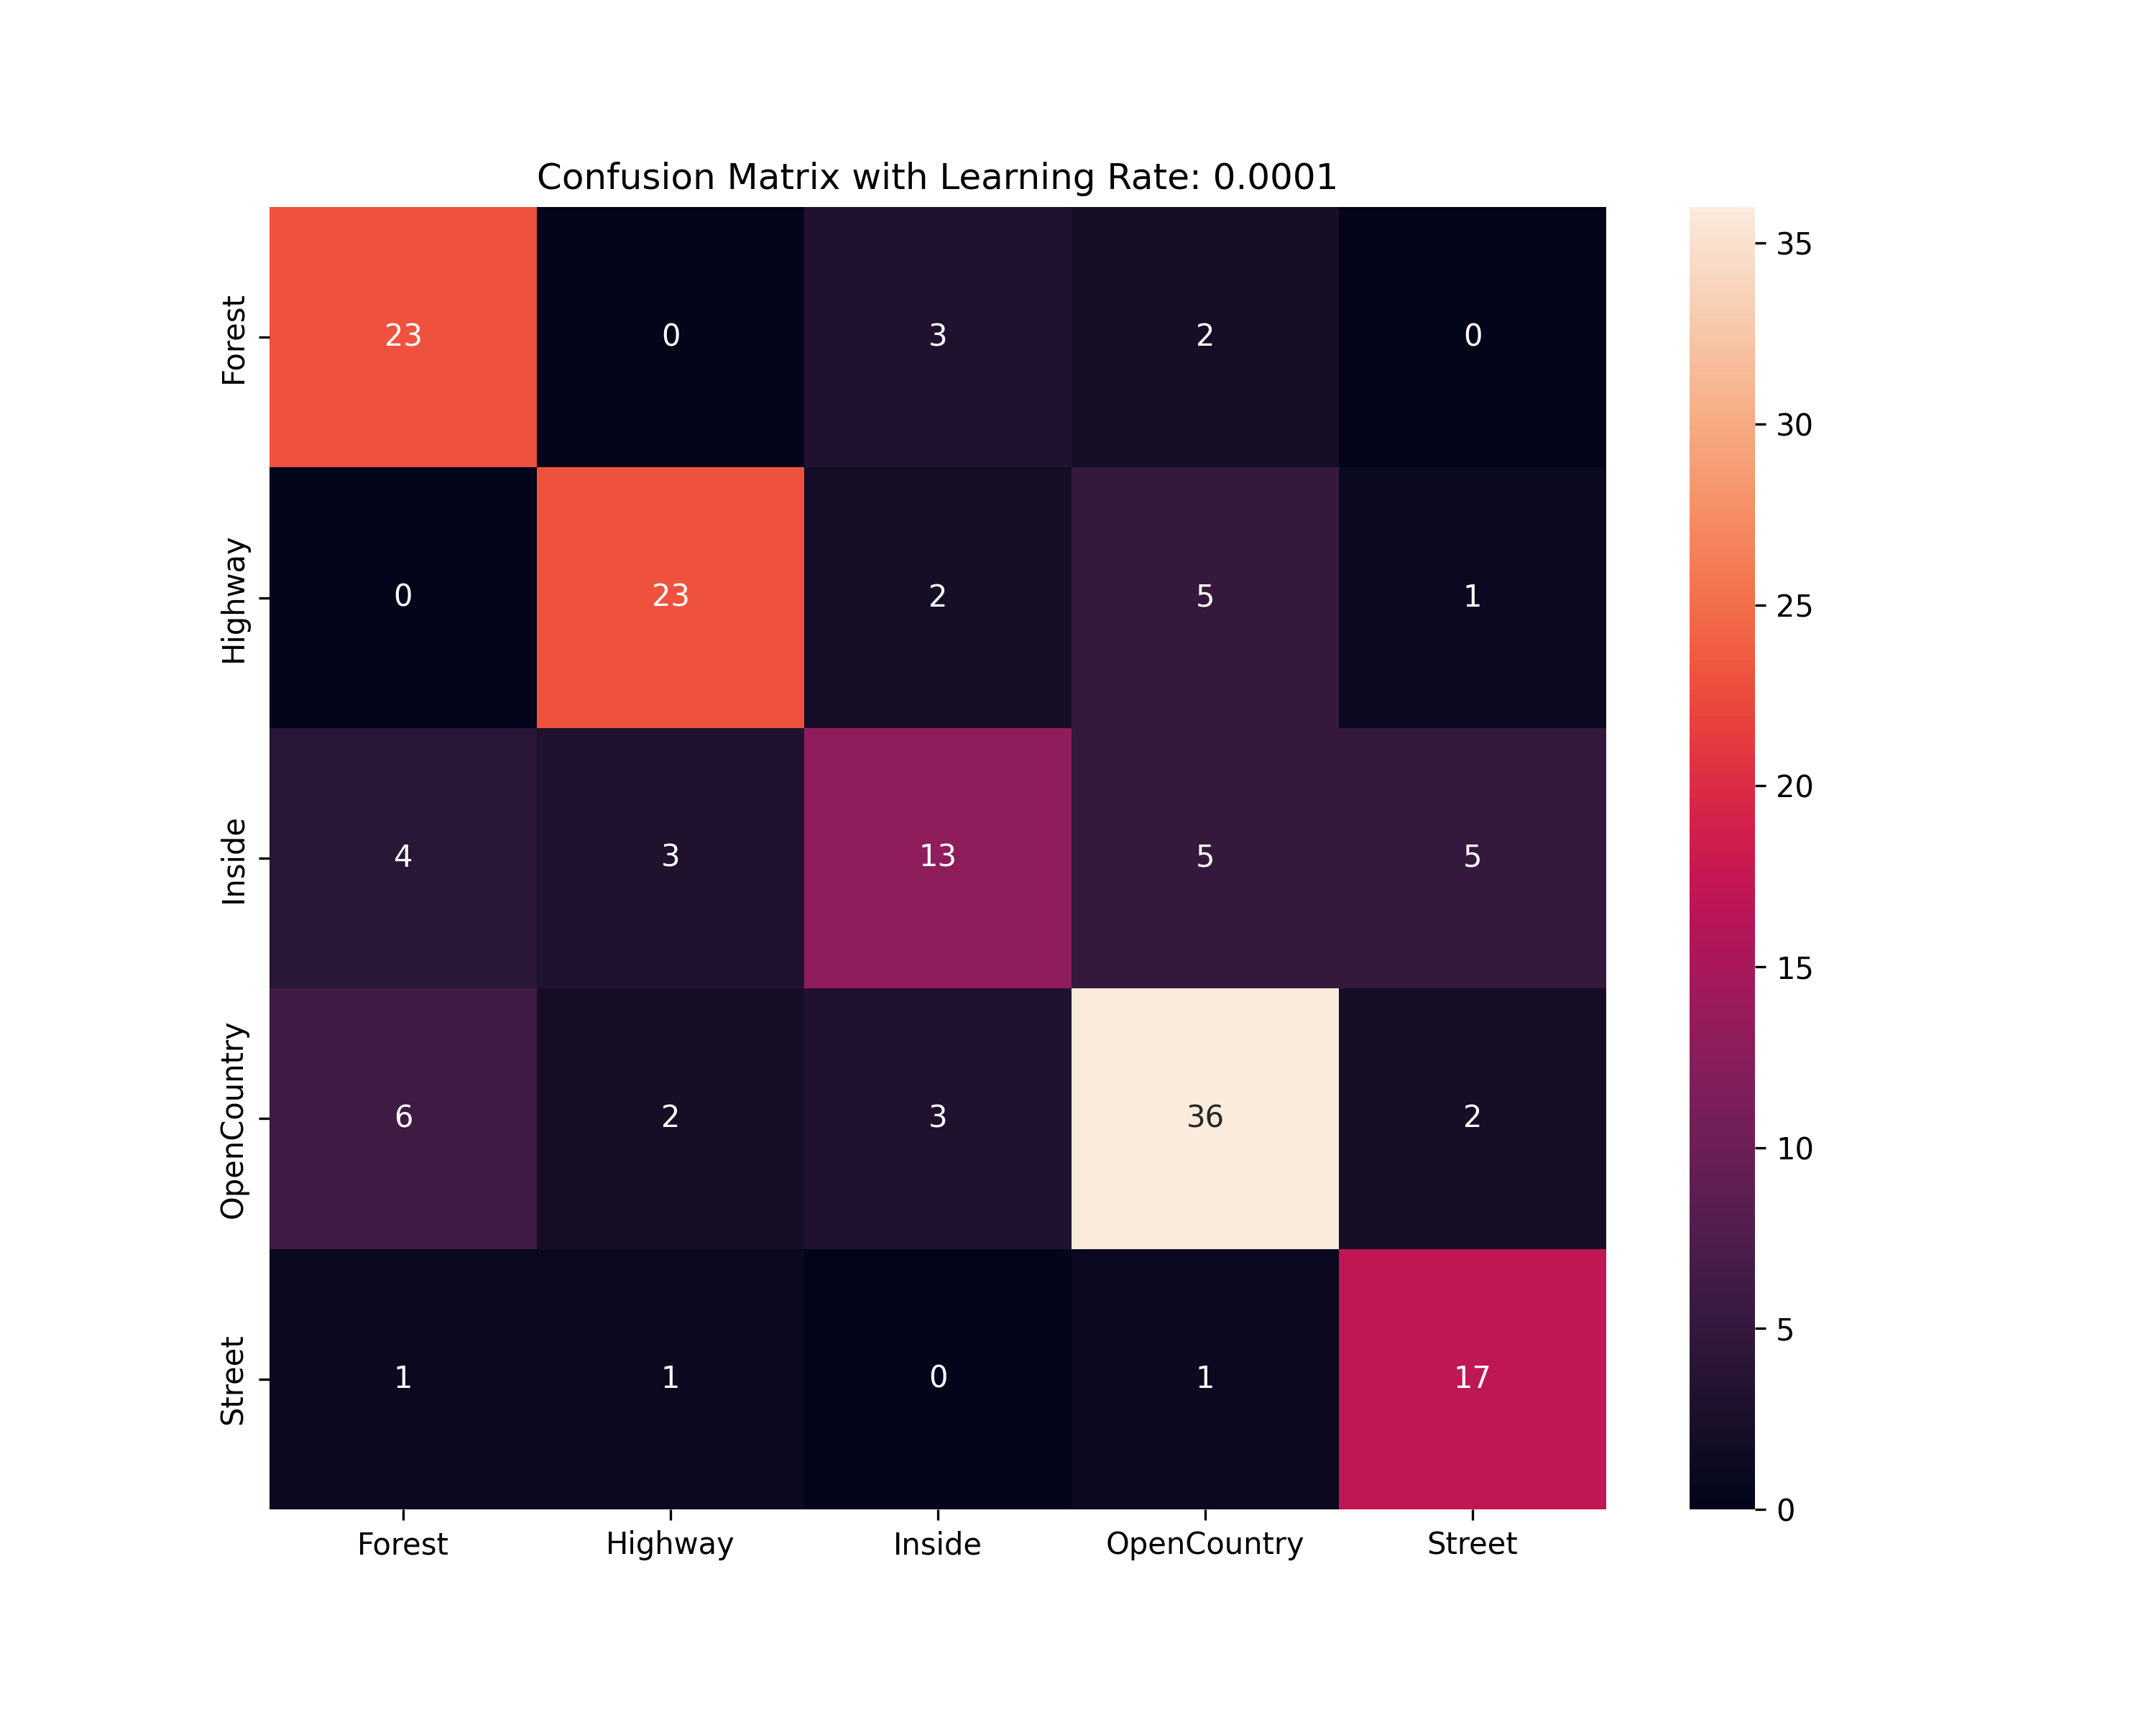 Confusion Matrix with Learning Rate: 0.0001
Forest 23 0 3 2 0
Highway 0 23 2 5 1
Inside 4 3 13 5 5
OpenCountry 6 2 3 36 2
Street 1 1 0 1 17
Forest Highway Inside OpenCountry Street
35
30
25
20
15
10
5
0